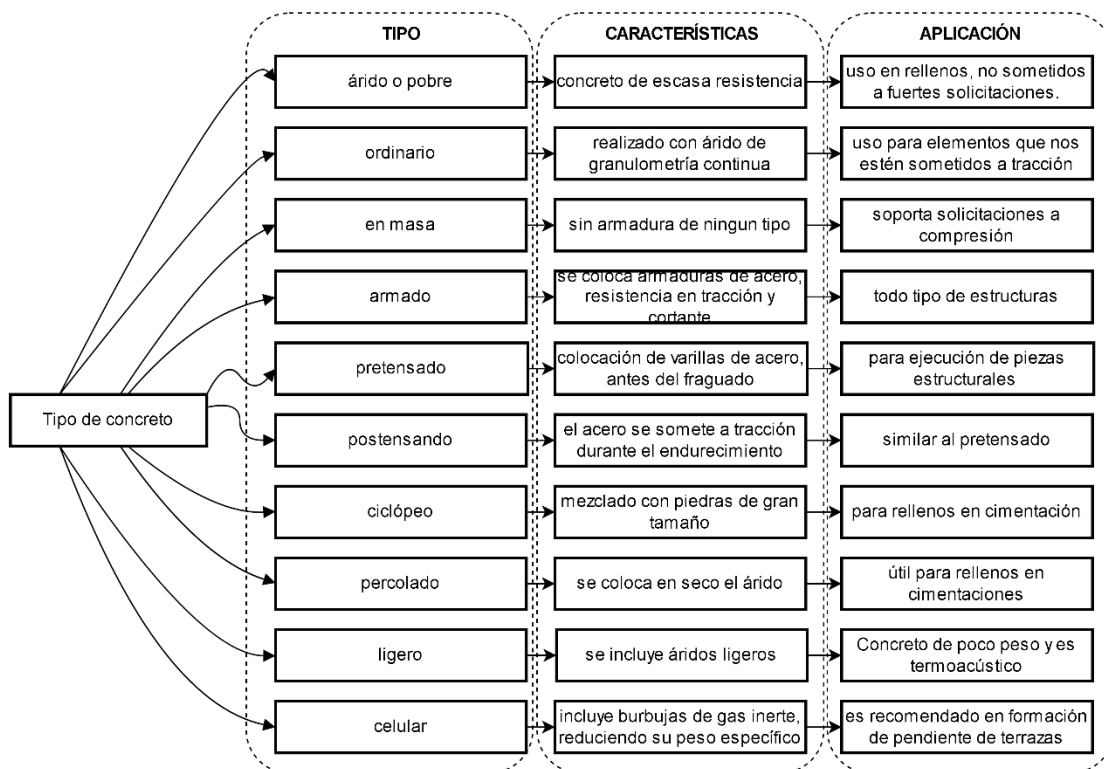 TIPO
CARACTERÍSTICAS
APLICACIÓN
árido o pobre
concreto de escasa resistencia
uso en rellenos, no sometidos
a fuertes solicitaciones.
ordinario
realizado con árido de
granulometría continua
uso para elementos que nos
estén sometidos a tracción
en masa
sin armadura de ningun tipo
soporta solicitaciones a
compresión
armado
se coloca armaduras de acero,
resistencia en tracción y
cortante
todo tipo de estructuras
pretensado
colocación de varillas de acero,
antes del fraguado
para ejecución de piezas
estructurales
Tipo de concreto
postensando
el acero se somete a tracción
durante el endurecimiento
similar al pretensado
ciclópeo
mezclado con piedras de gran
tamaño
para rellenos en cimentación
percolado
se coloca en seco el árido
útil para rellenos en
cimentaciones
ligero
se incluye áridos ligeros
Concreto de poco peso y es
termoacústico
celular
incluye burbujas de gas inerte,
reduciendo su peso específico
es recomendado en formación
de pendiente de terrazas